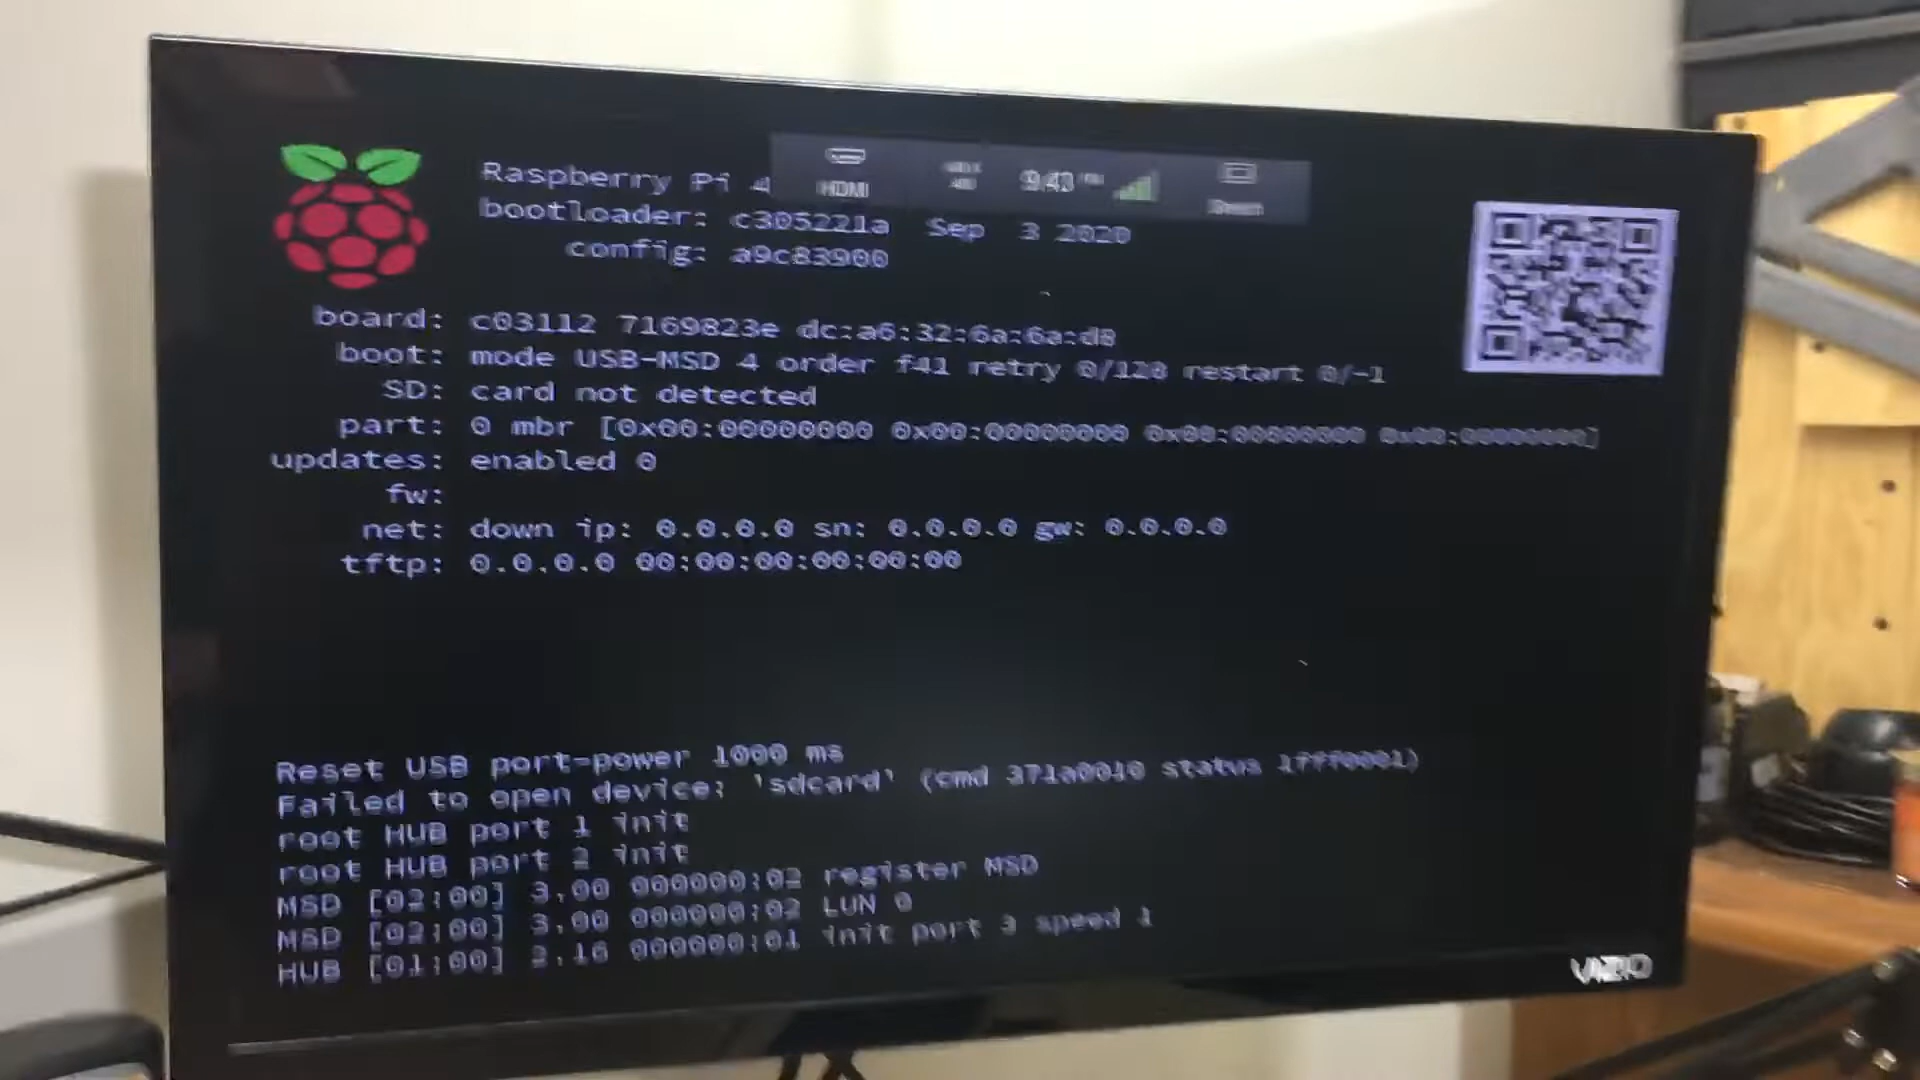 Raspberry Pi 4
HDMI
9:43 PM
bootloader: c305221a Sep 3 2020
config: a9c83900
board: c03112 7169823e dc:a6:32:6a:6a:d8
boot: mode USB-MSD 4 order f41 retry 0/128 restart 0/-1
SD: card not detected
part: 0 mbr [0x00:00000000 0x00:00000000 0x00:00000000 0x00:00000000]
updates: enabled 0
fw:
net: down ip: 0.0.0.0 sn: 0.0.0.0 gw: 0.0.0.0
tftp: 0.0.0.0 00:00:00:00:00:00
Reset USB port-power 1000 ms
Failed to open device: 'sdcard' (cmd 371a0010 status 1fff0001)
root HUB port 1 init
root HUB port 2 init
MSD [02:00] 3.00 000000:02 register MSD
MSD [02:00] 3.00 000000:02 LUN 0
HUB [01:00] 2.16 000000:01 init port 3 speed 1
VIZIO